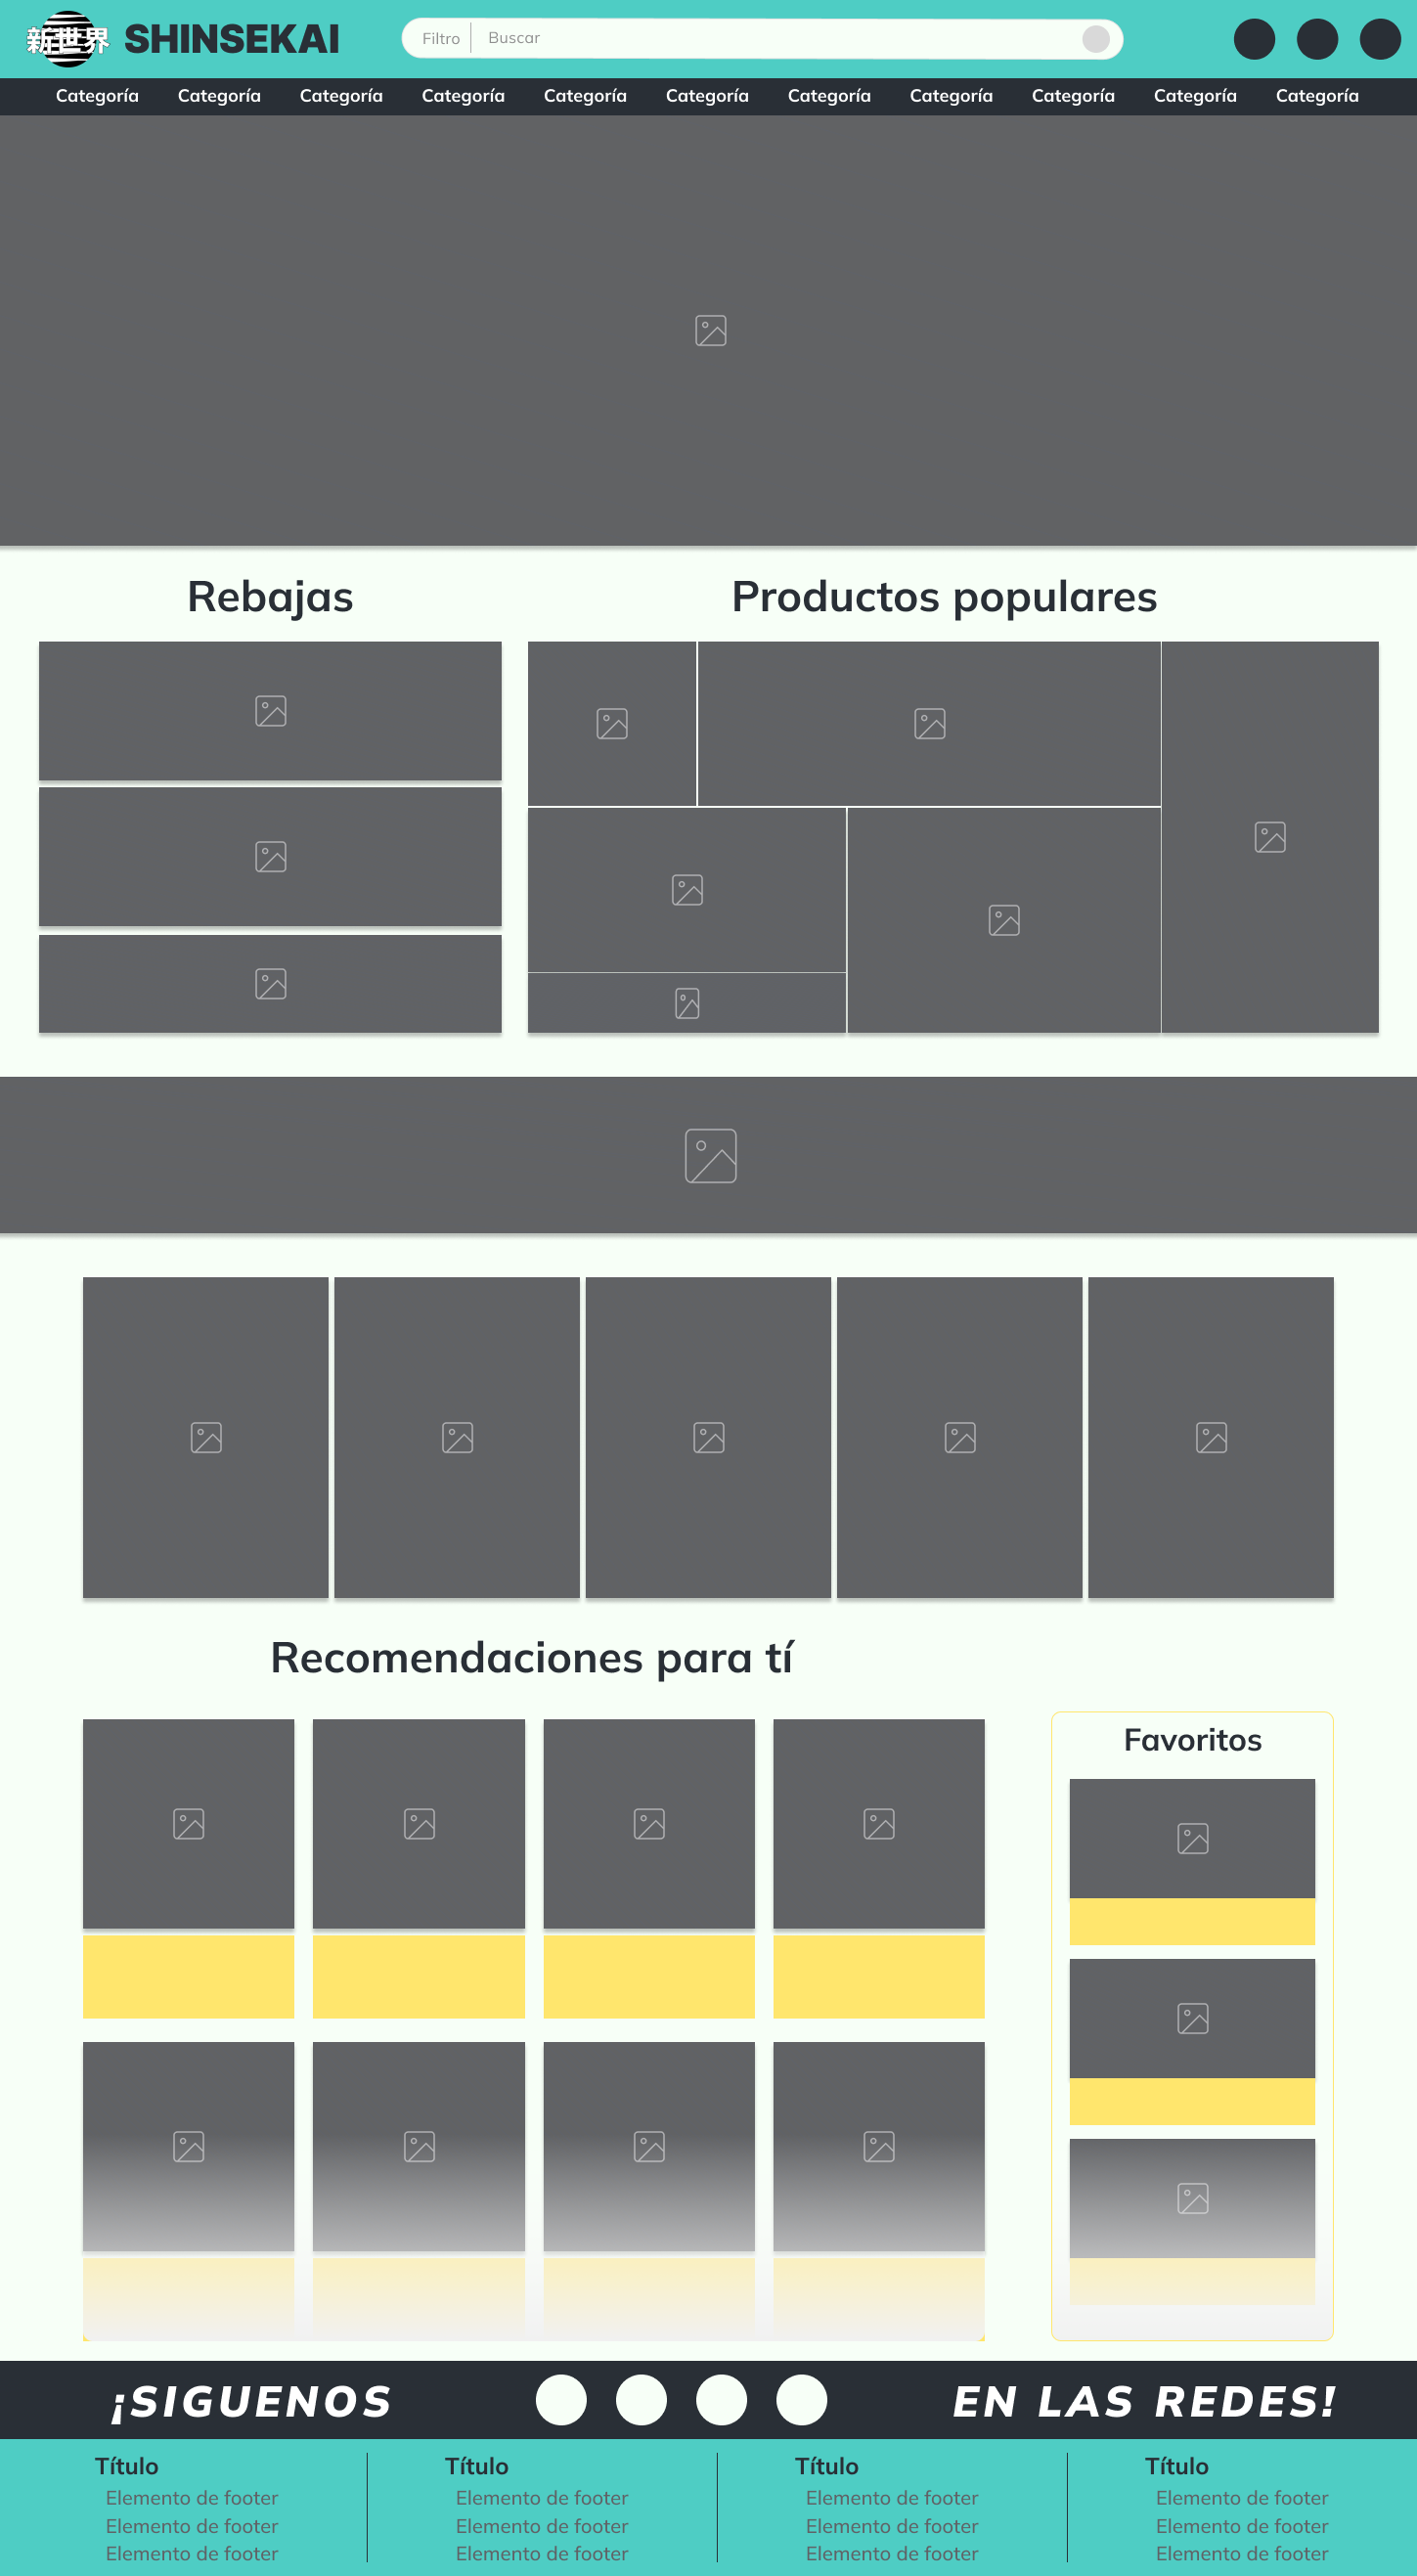 新世界 SHINSEKAI
Filtro Buscar
Categoría Categoría Categoría Categoría Categoría Categoría Categoría Categoría Categoría Categoría Categoría
Rebajas
Productos populares
Recomendaciones para tí
Favoritos
¡SIGUENOS EN LAS REDES!
Título
Elemento de footer
Elemento de footer
Elemento de footer
Título
Elemento de footer
Elemento de footer
Elemento de footer
Título
Elemento de footer
Elemento de footer
Elemento de footer
Título
Elemento de footer
Elemento de footer
Elemento de footer